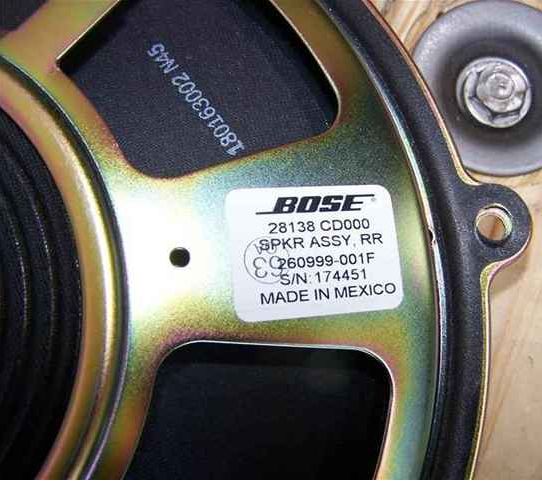 180163002 N45
BOSE
28138 CD000
SPKR ASSY, RR
260999-001F
S/N: 174451
MADE IN MEXICO